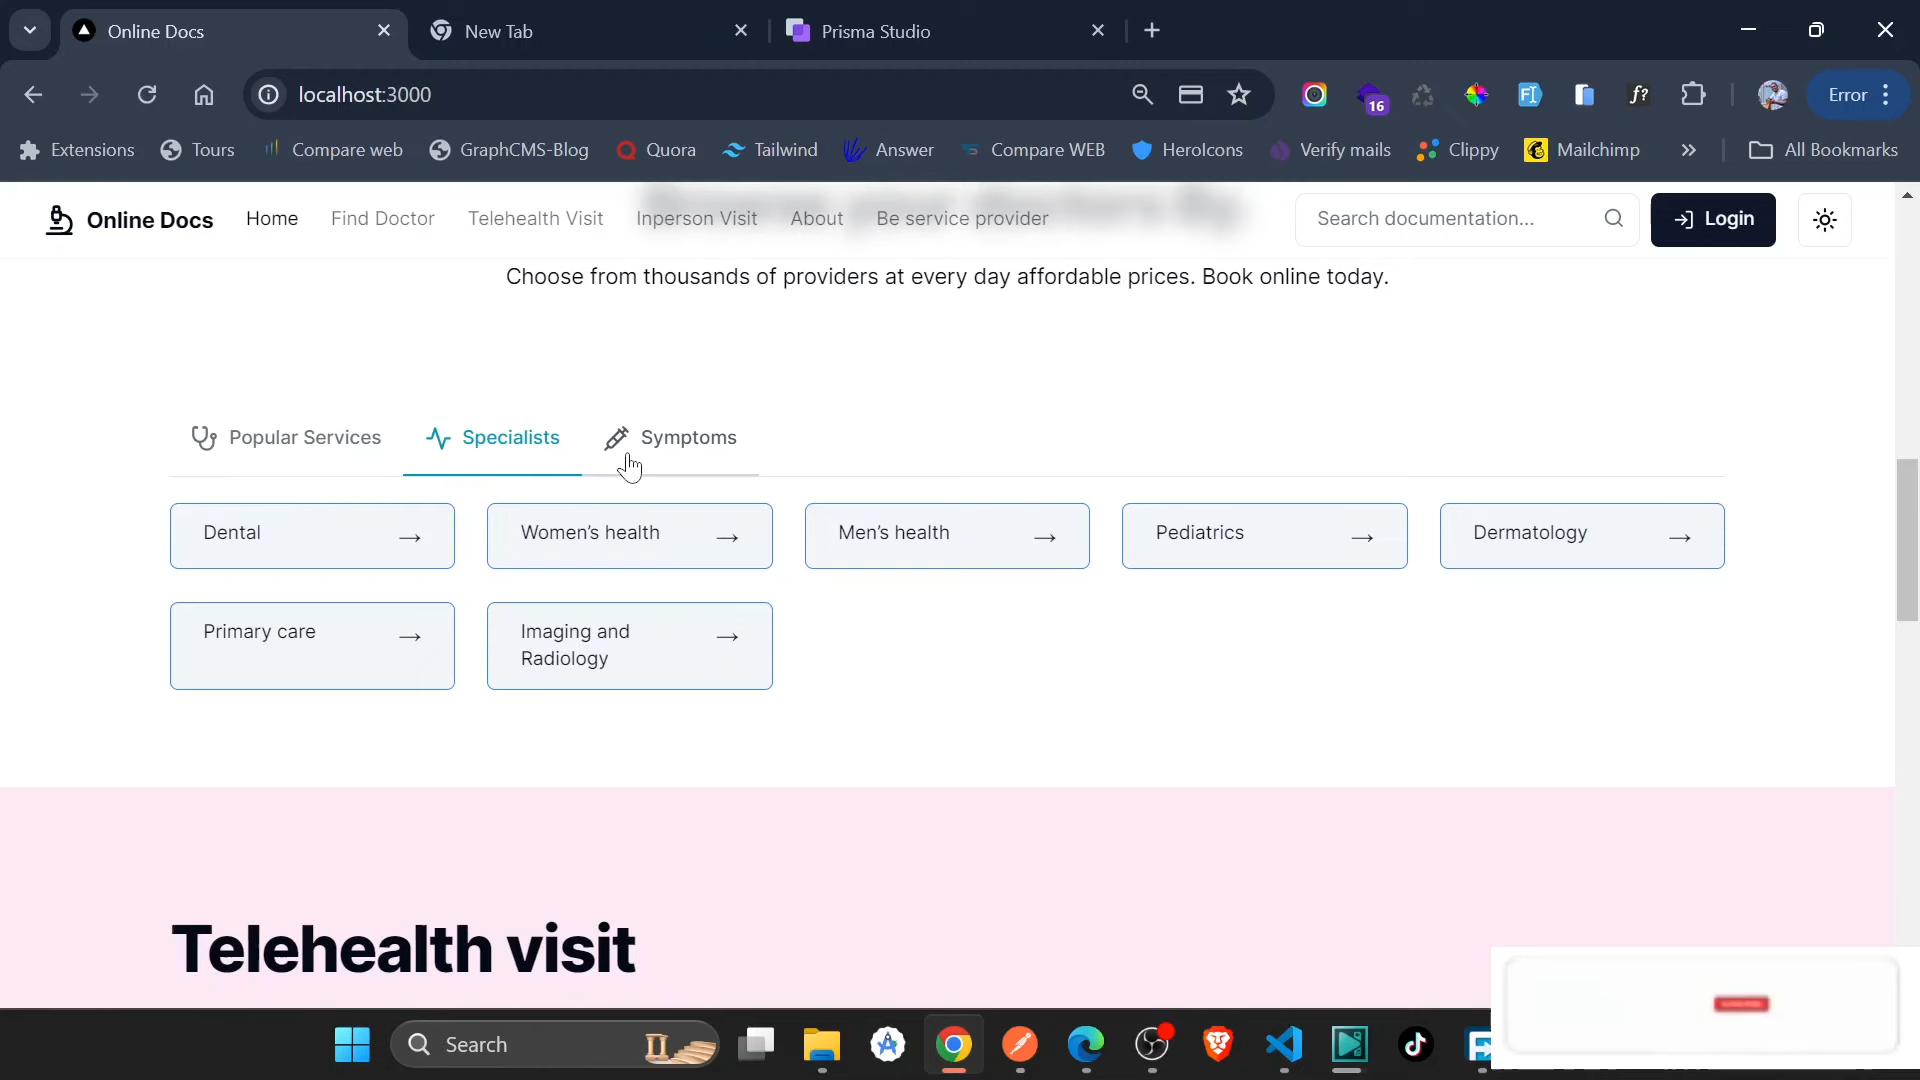 Online Docs
New Tab
Prisma Studio
localhost:3000
16
FI
f?
Error
Extensions
Tours
Compare web
GraphCMS-Blog
Quora
Tailwind
Answer
Compare WEB
HeroIcons
Verify mails
Clippy
Mailchimp
All Bookmarks
Online Docs
Home
Find Doctor
Telehealth Visit
Inperson Visit
About
Be service provider
Search documentation...
Login
Choose from thousands of providers at every day affordable prices. Book online today.
Popular Services
Specialists
Symptoms
Dental →
Women's health →
Men's health →
Pediatrics →
Dermatology →
Primary care →
Imaging and →
Radiology
Telehealth visit
Search